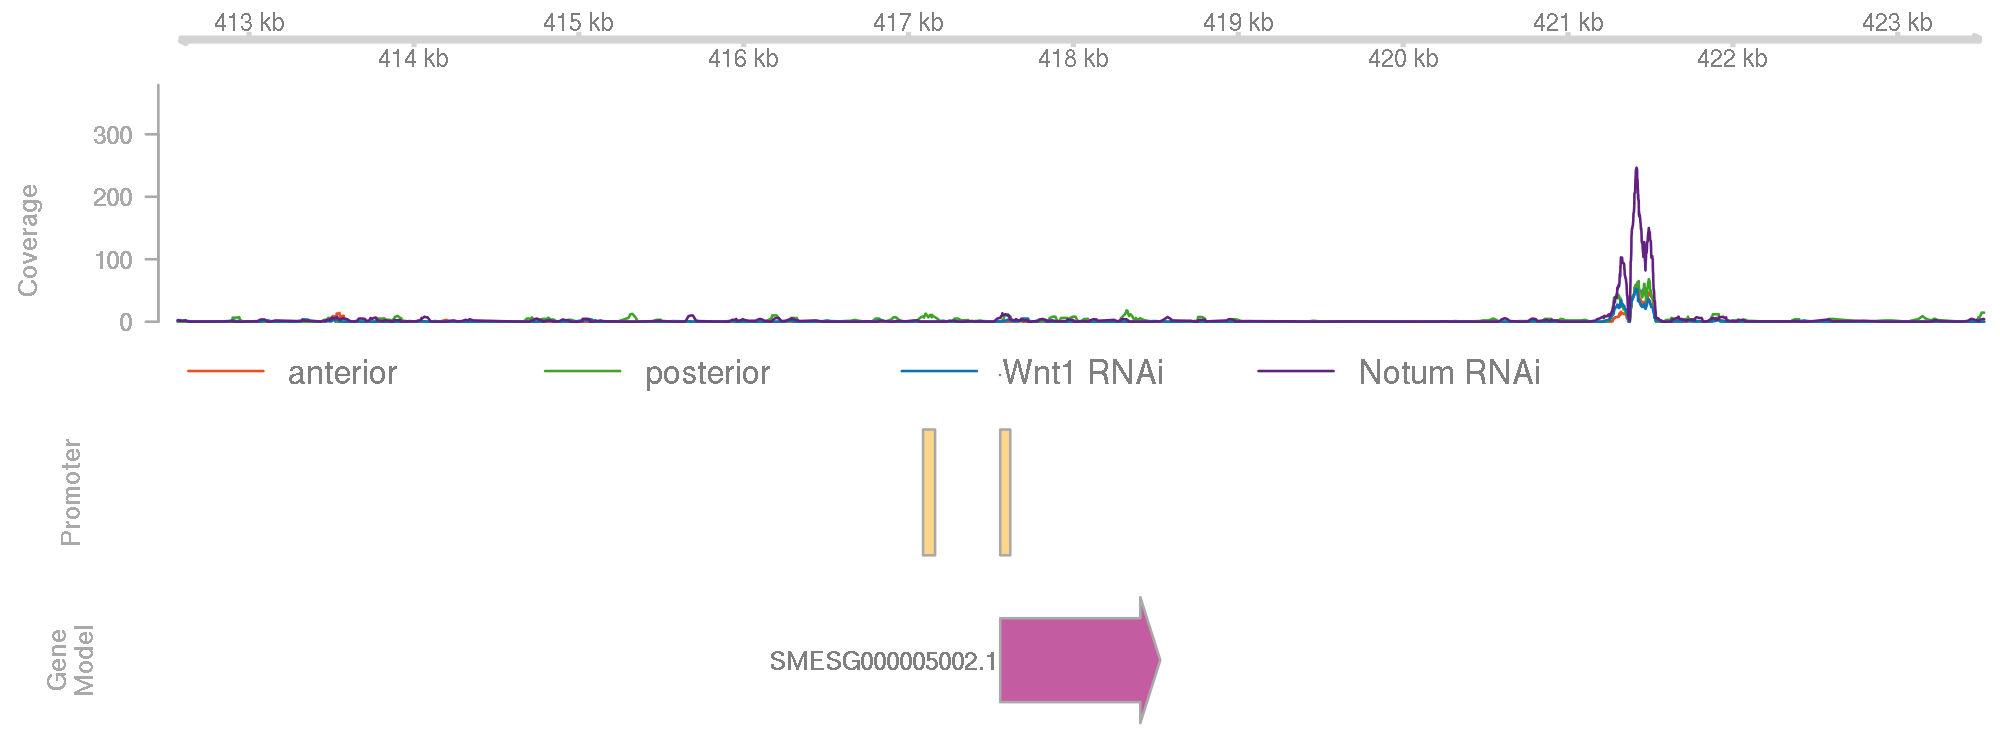 413 kb 415 kb 417 kb 419 kb 421 kb 423 kb
414 kb 416 kb 418 kb 420 kb 422 kb
Coverage
300
200
100
0
anterior posterior Wnt1 RNAi Notum RNAi
Promoter
Gene
Model
SMESG000005002.1